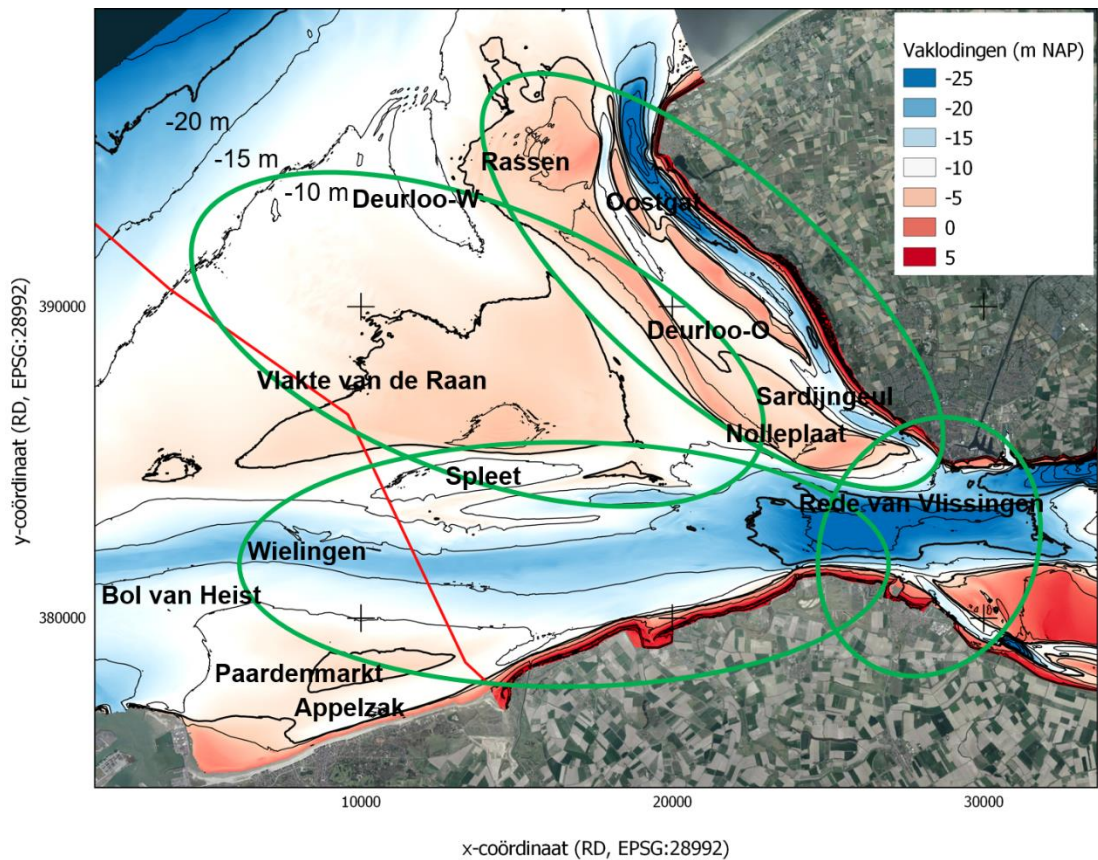 Vaklodingen (m NAP)
-25
-20
-15
-10
-5
0
5
-20 m
-15 m
-10 m
Rassen
Deurloo-W
Oostgat
Deurloo-O
Vlakte van de Raan
Sardijngeul
Nolleplaat
Spleet
Rede van Vlissingen
Wielingen
Bol van Heist
Paardenmarkt
Appelzak
390000
380000
y-coördinaat (RD, EPSG:28992)
10000
20000
30000
x-coördinaat (RD, EPSG:28992)